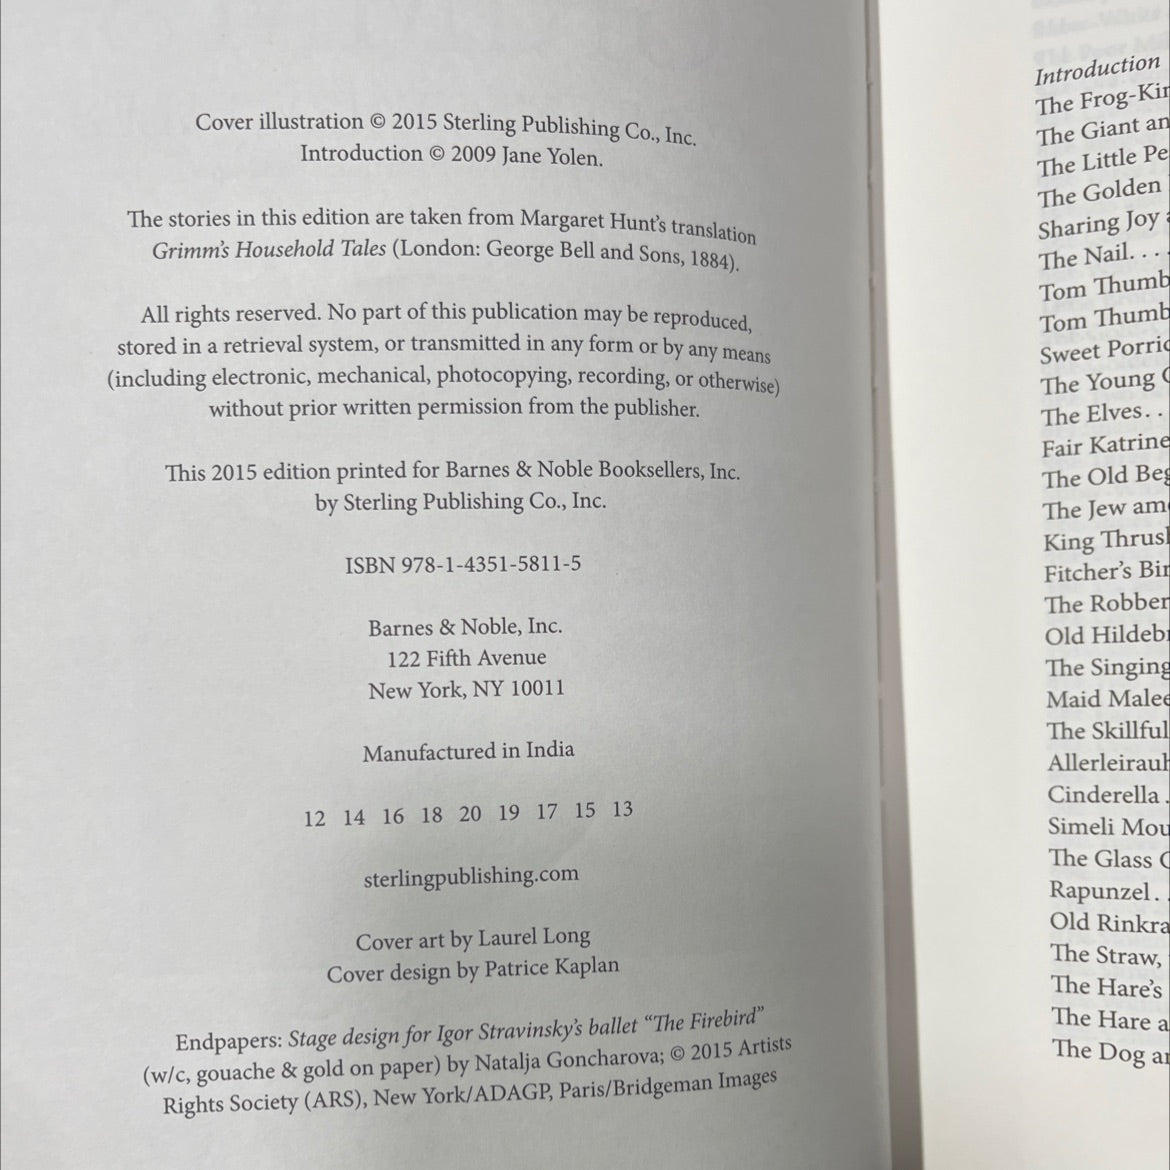 Cover illustration © 2015 Sterling Publishing Co., Inc.
Introduction © 2009 Jane Yolen.
The stories in this edition are taken from Margaret Hunt's translation
Grimm's Household Tales (London: George Bell and Sons, 1884).
All rights reserved. No part of this publication may be reproduced,
stored in a retrieval system, or transmitted in any form or by any means
(including electronic, mechanical, photocopying, recording, or otherwise)
without prior written permission from the publisher.
This 2015 edition printed for Barnes & Noble Booksellers, Inc.
by Sterling Publishing Co., Inc.
ISBN 978-1-4351-5811-5
Barnes & Noble, Inc.
122 Fifth Avenue
New York, NY 10011
Manufactured in India
12 14 16 18 20 19 17 15 13
sterlingpublishing.com
Cover art by Laurel Long
Cover design by Patrice Kaplan
Endpapers: Stage design for Igor Stravinsky's ballet “The Firebird”
(w/c, gouache & gold on paper) by Natalja Goncharova; © 2015 Artists
Rights Society (ARS), New York/ADAGP, Paris/Bridgeman Images
Introduction
The Frog-Kin
The Giant an
The Little Pe
The Golden
Sharing Joy a
The Nail. . . .
Tom Thumb
Tom Thumb
Sweet Porrid
The Young
The Elves. .
Fair Katrine
The Old Beg
The Jew amo
King Thrush
Fitcher's Bir
The Robber
Old Hildebr
The Singing
Maid Malee
The Skillful
Allerleirauh
Cinderella .
Simeli Mou
The Glass C
Rapunzel. .
Old Rinkra
The Straw,
The Hare's
The Hare a
The Dog an